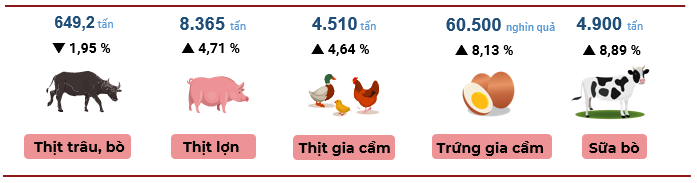 649,2 tấn
▼ 1,95 %
Thịt trâu, bò
8.365 tấn
▲ 4,71 %
Thịt lợn
4.510 tấn
▲ 4,64 %
Thịt gia cầm
60.500 nghìn quả
▲ 8,13 %
Trứng gia cầm
4.900 tấn
▲ 8,89 %
Sữa bò